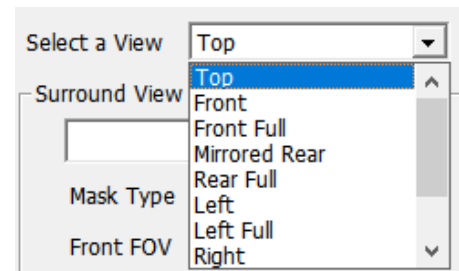 Select a View Top
Top
Surround View
Front
Front Full
Mirrored Rear
Rear Full
Mask Type
Left
Left Full
Front FOV
Right